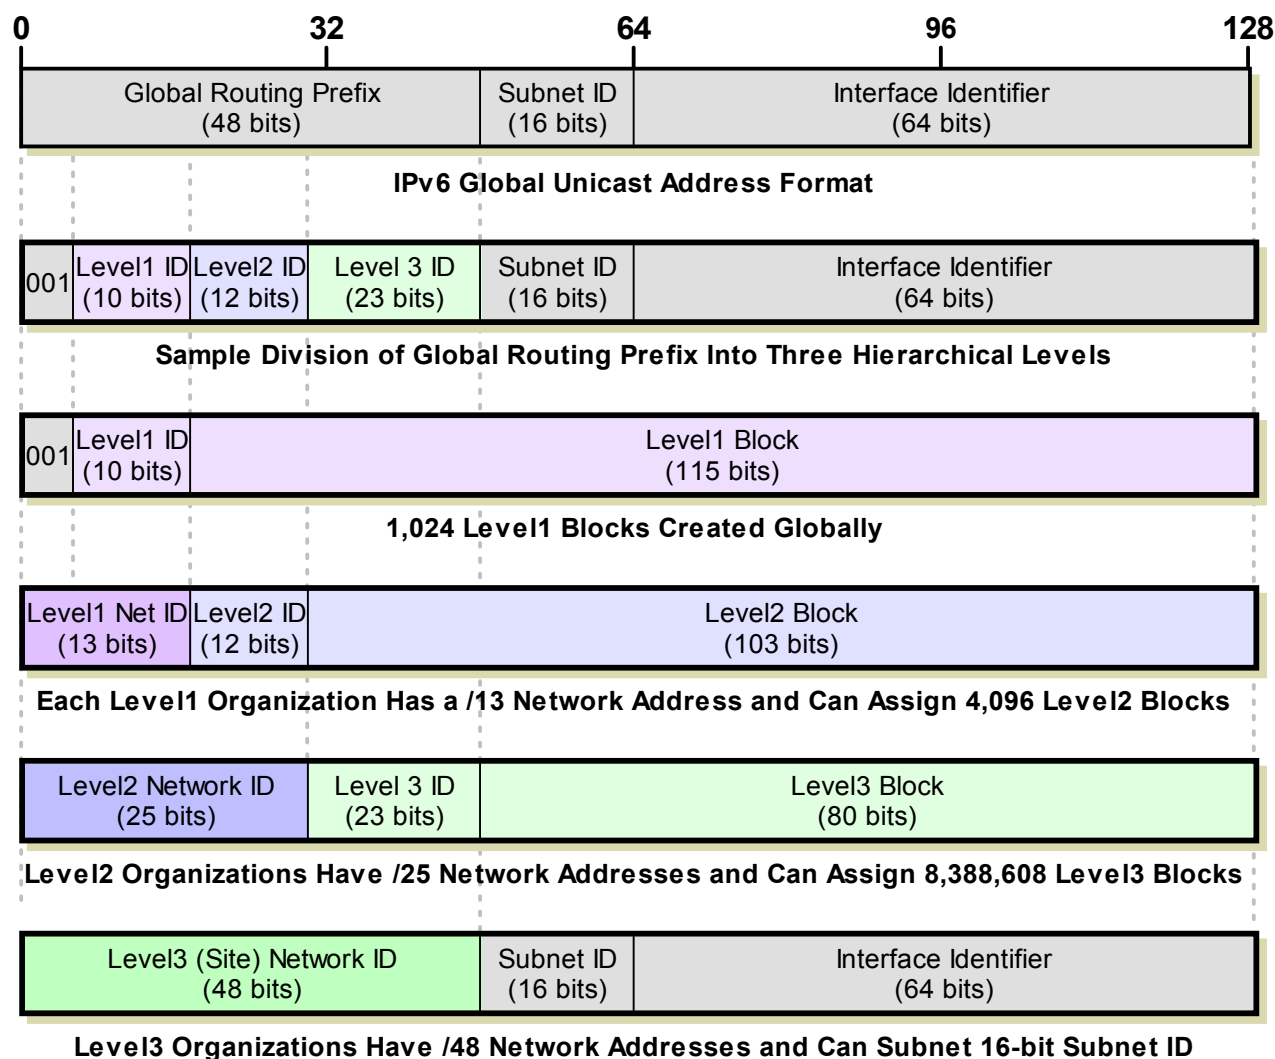 0 32 64 96 128
Global Routing Prefix Subnet ID Interface Identifier
(48 bits) (16 bits) (64 bits)
IPv6 Global Unicast Address Format
001 Level1 ID Level2 ID Level 3 ID Subnet ID Interface Identifier
(10 bits) (12 bits) (23 bits) (16 bits) (64 bits)
Sample Division of Global Routing Prefix Into Three Hierarchical Levels
001 Level1 ID Level1 Block
(10 bits) (115 bits)
1,024 Level1 Blocks Created Globally
Level1 Net ID Level2 ID Level2 Block
(13 bits) (12 bits) (103 bits)
Each Level1 Organization Has a /13 Network Address and Can Assign 4,096 Level2 Blocks
Level2 Network ID Level 3 ID Level3 Block
(25 bits) (23 bits) (80 bits)
Level2 Organizations Have /25 Network Addresses and Can Assign 8,388,608 Level3 Blocks
Level3 (Site) Network ID Subnet ID Interface Identifier
(48 bits) (16 bits) (64 bits)
Level3 Organizations Have /48 Network Addresses and Can Subnet 16-bit Subnet ID